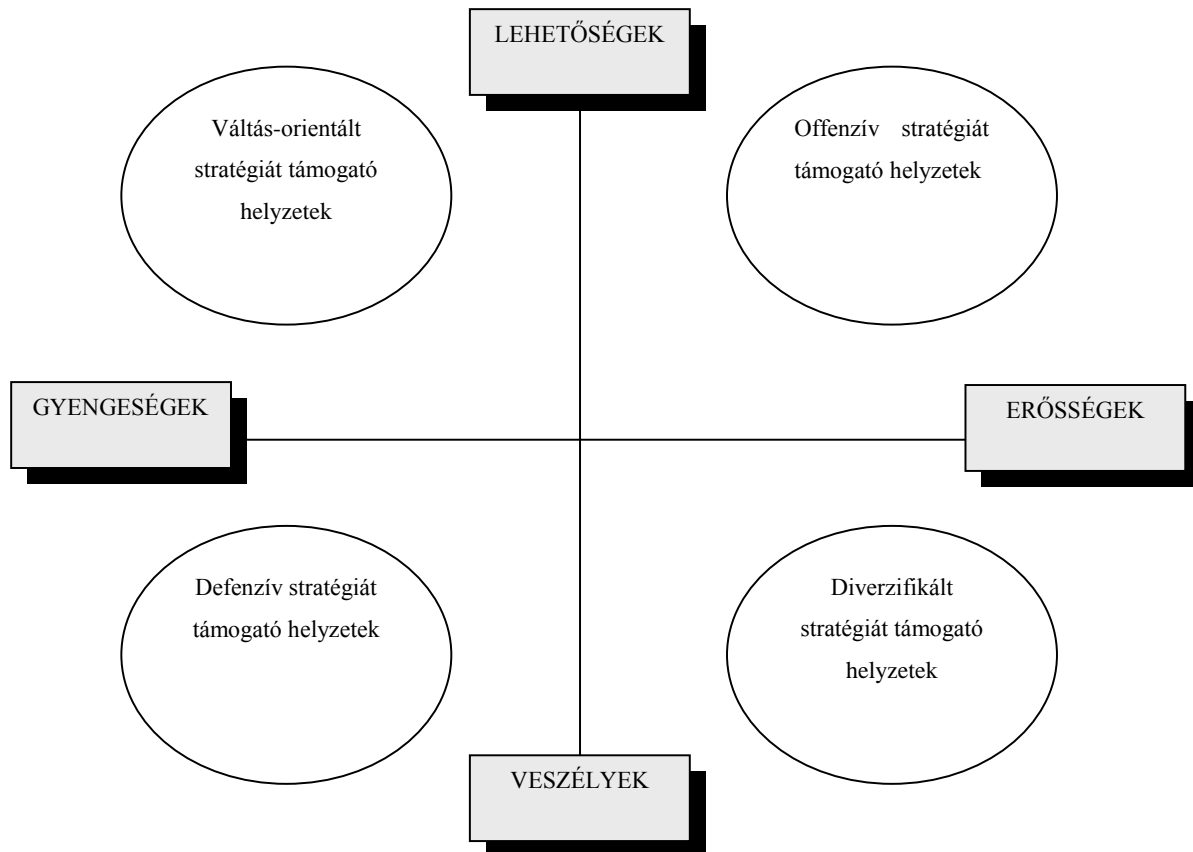 LEHETŐSÉGEK
Váltás-orientált
stratégiát támogató
helyzetek
Offenzív stratégiát
támogató helyzetek
GYENGESÉGEK
ERŐSSÉGEK
Defenzív stratégiát
támogató helyzetek
Diverzifikált
stratégiát támogató
helyzetek
VESZÉLYEK